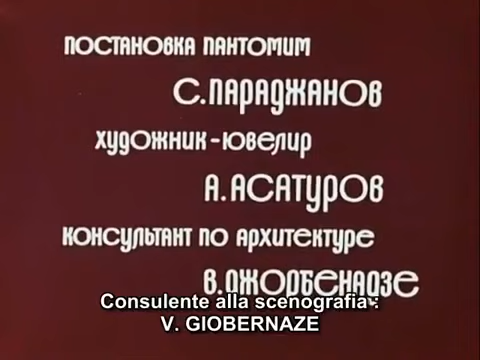 ПОСТАНОВКА ПАНТОМИМ
С.ПАРАДЖАНОВ
ХУДОЖНИК-ЮВЕЛИР
А.АСАТУРОВ
КОНСУЛЬТАНТ ПО АРХИТЕКТУРЕ
В.ДЖОРБЕНАДЗЕ
Consulente alla scenografia :
V. GIOBERNAZE